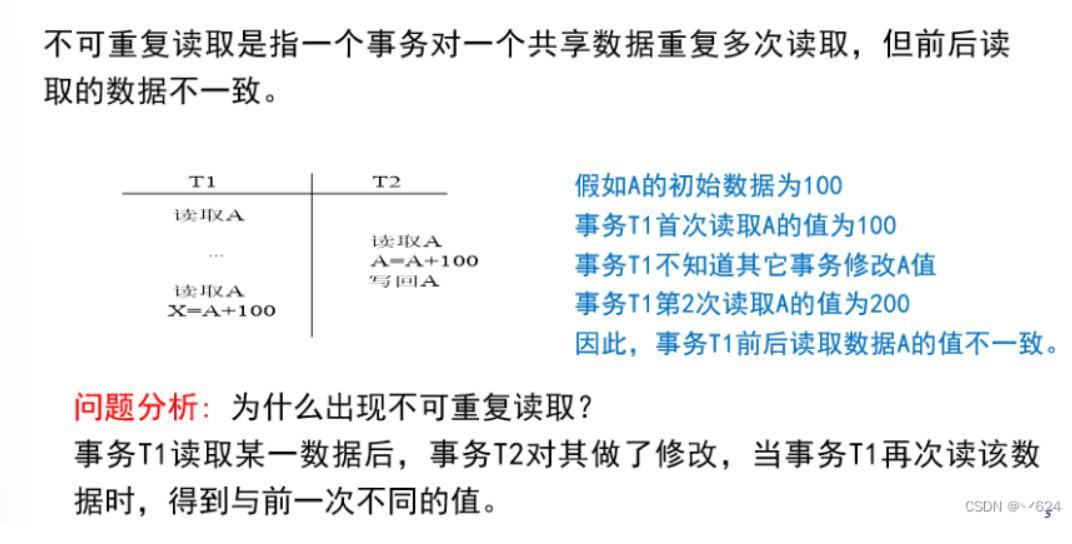 不可重复读取是指一个事务对一个共享数据重复多次读取，但前后读
取的数据不一致。
T1
T2
读取A
读取A
A=A+100
写回A
...
读取A
X=A+100
假如A的初始数据为100
事务T1首次读取A的值为100
事务T1不知道其它事务修改A值
事务T1第2次读取A的值为200
因此，事务T1前后读取数据A的值不一致。
问题分析：为什么出现不可重复读取？
事务T1读取某一数据后，事务T2对其做了修改，当事务T1再次读该数
据时，得到与前一次不同的值。
CSDN @丶624
5